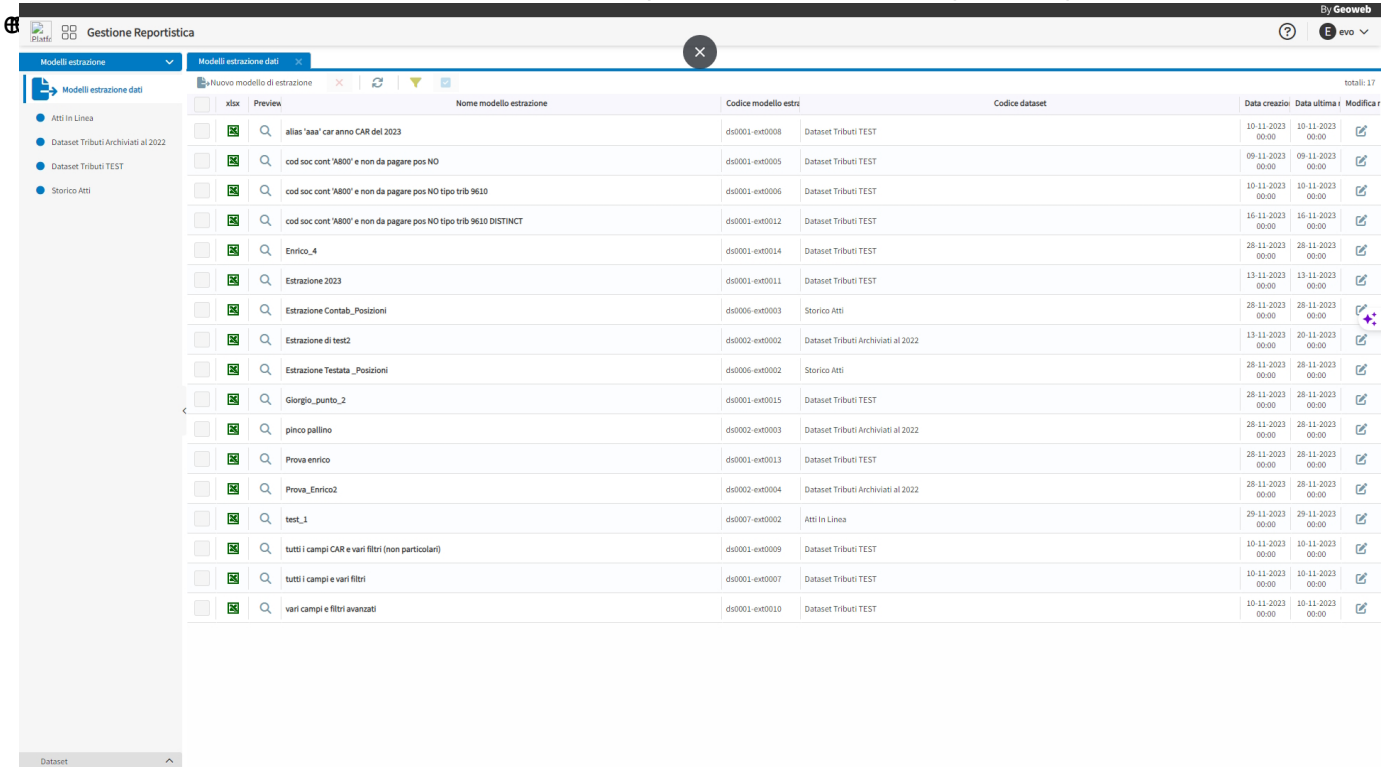 By Geoweb
Platfo
Gestione Reportistica
E evo
Modelli estrazione
Modelli estrazione dati
Modelli estrazione dati
Nuovo modello di estrazione
totali: 17
xlsx Preview Nome modello estrazione Codice modello estra Codice dataset Data creazio Data ultima Modifica
Atti In Linea
Dataset Tributi Archiviati al 2022
Dataset Tributi TEST
Storico Atti
alias 'aaa' car anno CAR del 2023 ds0001-ext0008 Dataset Tributi TEST 10-11-2023 00:00 10-11-2023 00:00
cod soc cont 'A800' e non da pagare pos NO ds0001-ext0005 Dataset Tributi TEST 09-11-2023 00:00 09-11-2023 00:00
cod soc cont 'A800' e non da pagare pos NO tipo trib 9610 ds0001-ext0006 Dataset Tributi TEST 10-11-2023 00:00 10-11-2023 00:00
cod soc cont 'A800' e non da pagare pos NO tipo trib 9610 DISTINCT ds0001-ext0012 Dataset Tributi TEST 16-11-2023 00:00 16-11-2023 00:00
Enrico_4 ds0001-ext0014 Dataset Tributi TEST 28-11-2023 00:00 28-11-2023 00:00
Estrazione 2023 ds0001-ext0011 Dataset Tributi TEST 13-11-2023 00:00 13-11-2023 00:00
Estrazione Contab_Posizioni ds0006-ext0003 Storico Atti 28-11-2023 00:00 28-11-2023 00:00
Estrazione di test2 ds0002-ext0002 Dataset Tributi Archiviati al 2022 13-11-2023 00:00 20-11-2023 00:00
Estrazione Testata _Posizioni ds0006-ext0002 Storico Atti 28-11-2023 00:00 28-11-2023 00:00
Giorgio_punto_2 ds0001-ext0015 Dataset Tributi TEST 28-11-2023 00:00 28-11-2023 00:00
pinco pallino ds0002-ext0003 Dataset Tributi Archiviati al 2022 28-11-2023 00:00 28-11-2023 00:00
Prova enrico ds0001-ext0013 Dataset Tributi TEST 28-11-2023 00:00 28-11-2023 00:00
Prova_Enrico2 ds0002-ext0004 Dataset Tributi Archiviati al 2022 28-11-2023 00:00 28-11-2023 00:00
test_1 ds0007-ext0002 Atti In Linea 29-11-2023 00:00 29-11-2023 00:00
tutti i campi CAR e vari filtri (non particolari) ds0001-ext0009 Dataset Tributi TEST 10-11-2023 00:00 10-11-2023 00:00
tutti i campi e vari filtri ds0001-ext0007 Dataset Tributi TEST 10-11-2023 00:00 10-11-2023 00:00
vari campi e filtri avanzati ds0001-ext0010 Dataset Tributi TEST 10-11-2023 00:00 10-11-2023 00:00
Dataset